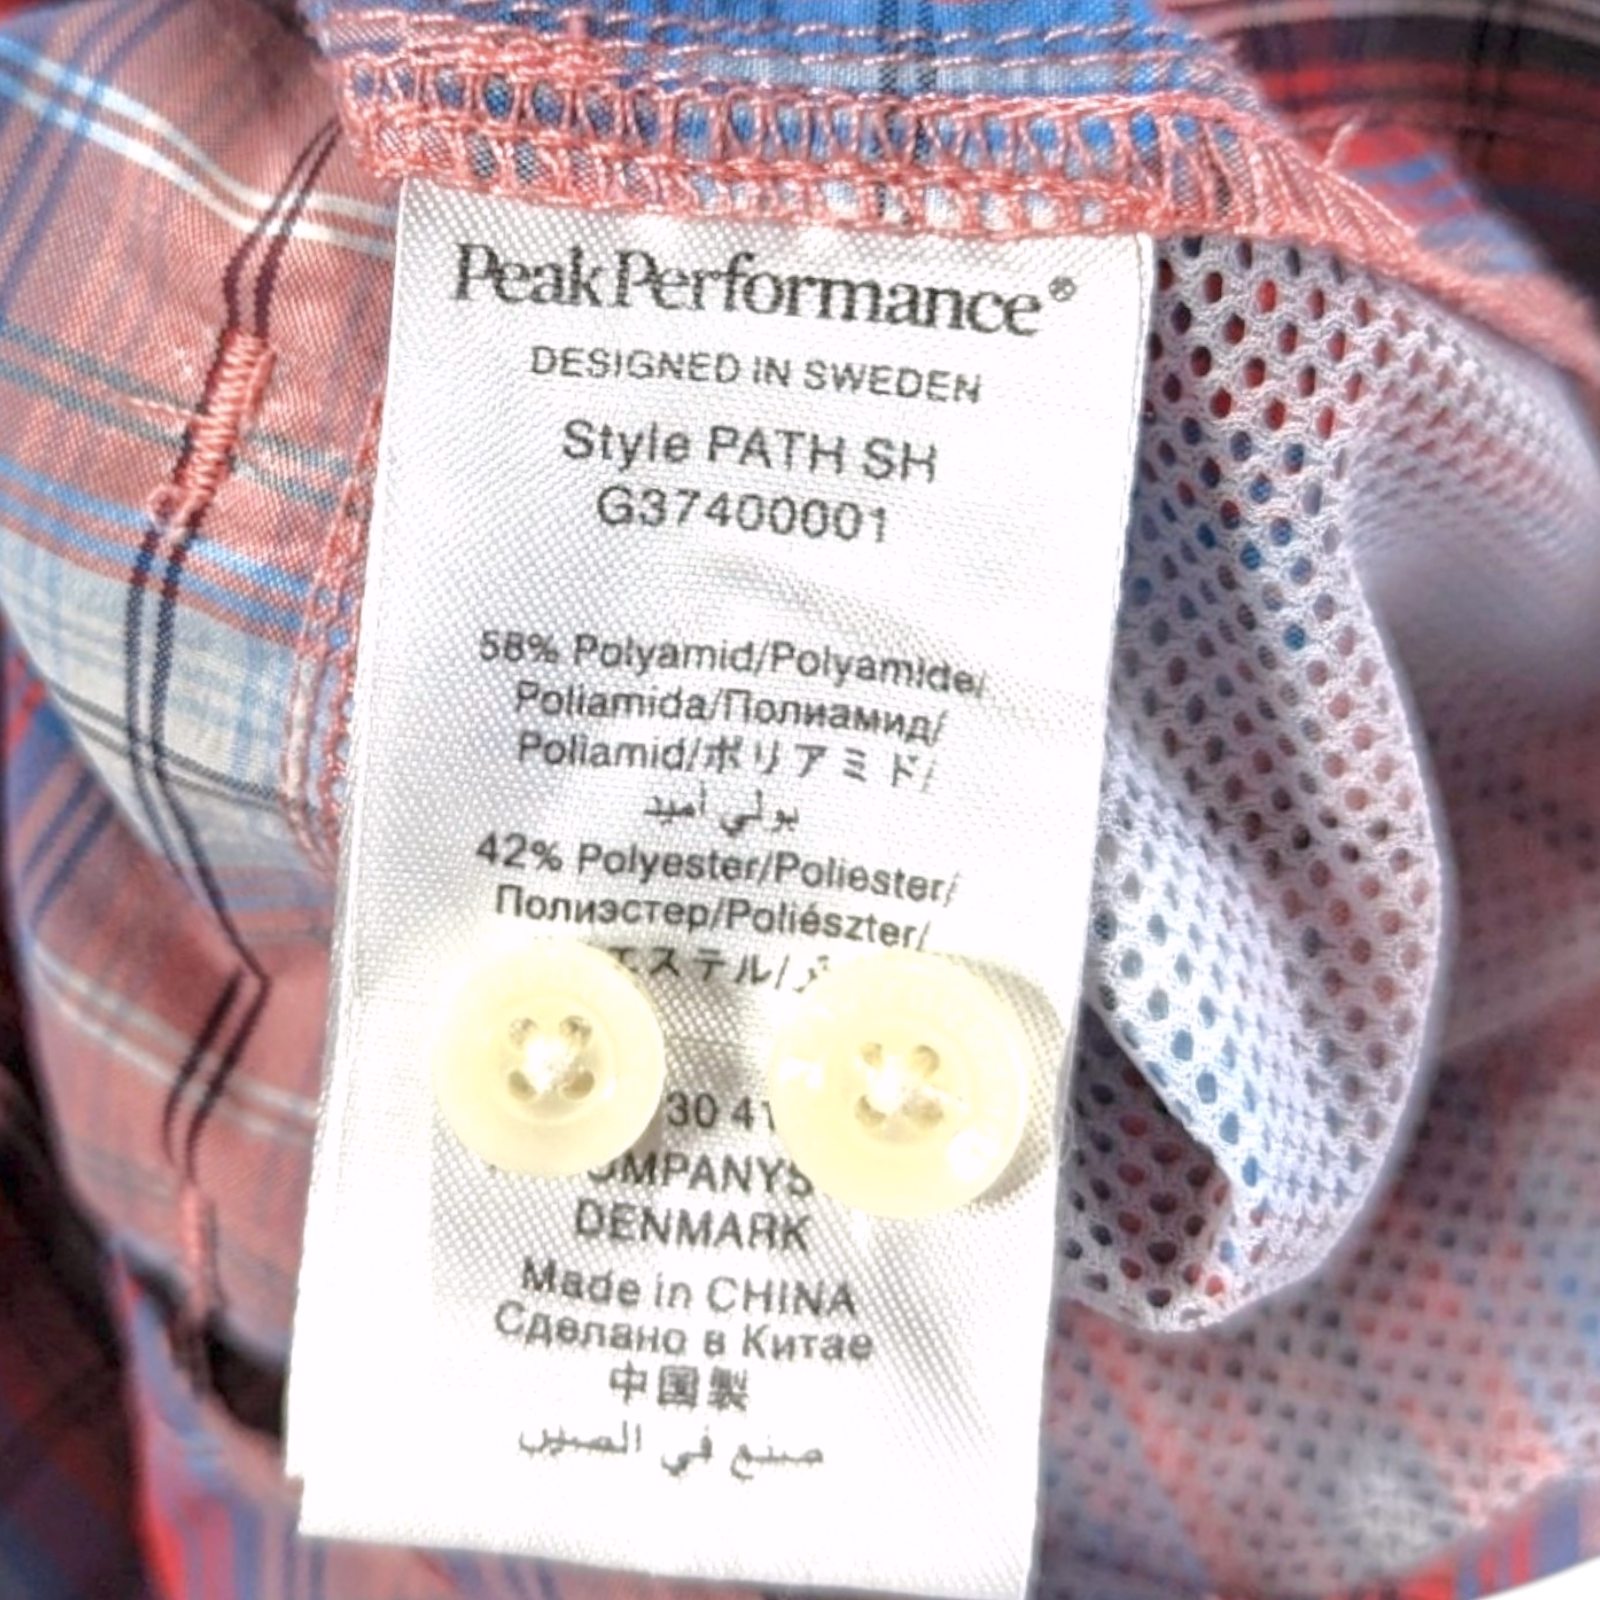 Peak Performance®
DESIGNED IN SWEDEN
Style PATH SH
G37400001
58% Polyamid/Polyamide/
Poliamida/Полиамид/
Poliamid/ポリアミド/
بولي أميد
42% Polyester/Poliester/
Полиэстер/Poliészter/
DENMARK
Made in CHINA
Сделано в Китае
中国製
صنع في الصين